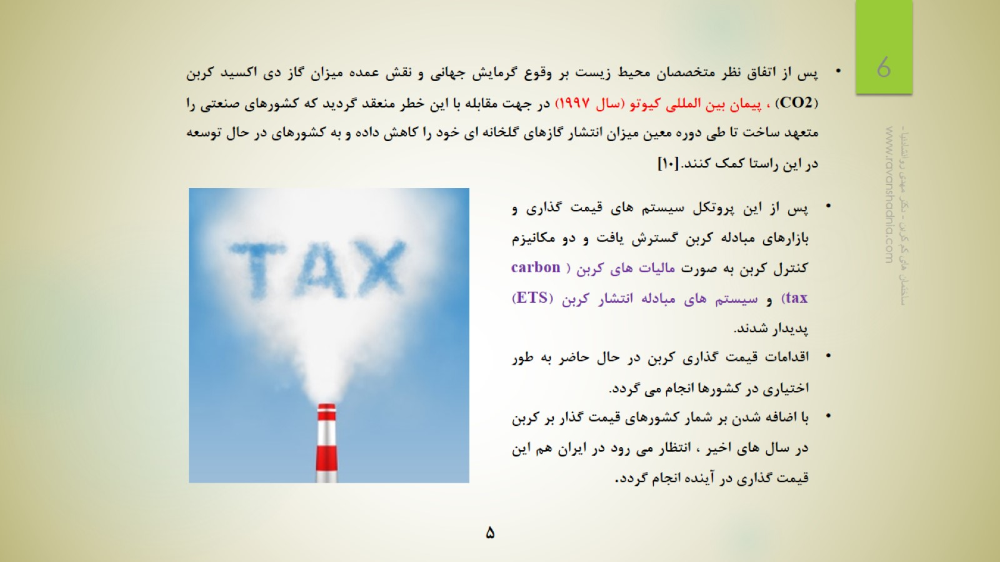 6
پس از اتفاق نظر متخصصان محیط زیست بر وقوع گرمایش جهانی و نقش عمده میزان گاز دی اکسید کربن
(CO2) ، پیمان بین المللی کیوتو (سال ۱۹۹۷) در جهت مقابله با این خطر منعقد گردید که کشورهای صنعتی را
متعهد ساخت تا طی دوره معین میزان انتشار گازهای گلخانه ای خود را کاهش داده و به کشورهای در حال توسعه
در این راستا کمک کنند.[۱۰]
پس از این پروتکل سیستم های قیمت گذاری و
بازارهای مبادله کربن گسترش یافت و دو مکانیزم
کنترل کربن به صورت مالیات های کربن ( carbon
tax) و سیستم های مبادله انتشار کربن (ETS)
پدیدار شدند.
اقدامات قیمت گذاری کربن در حال حاضر به طور
اختیاری در کشورها انجام می گردد.
با اضافه شدن بر شمار کشورهای قیمت گذار بر کربن
در سال های اخیر ، انتظار می رود در ایران هم این
قیمت گذاری در آینده انجام گردد.
TAX
ساختمان های کم کربن - دکتر مهدی روانشادنیا -
www.ravanshadnia.com
۵